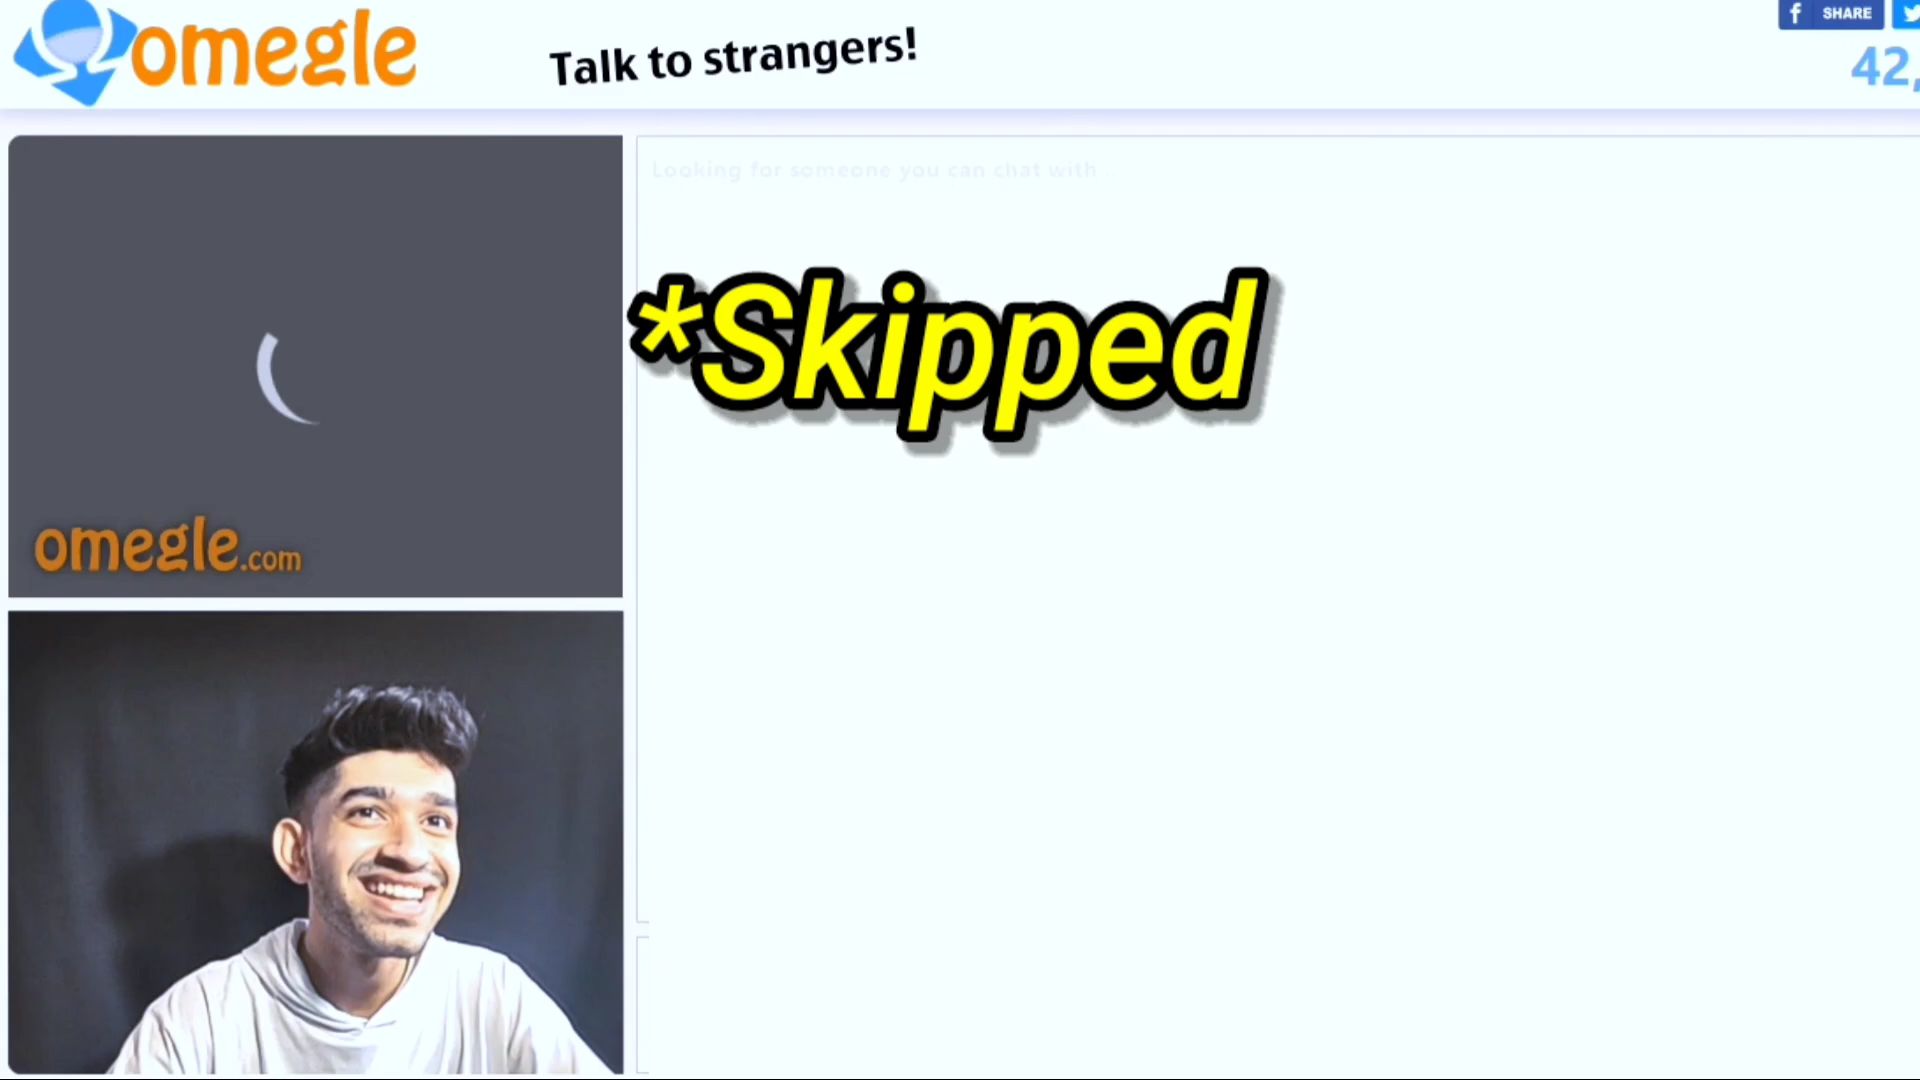 omegle
Talk to strangers!
SHARE
42,
Looking for someone you can chat with
*Skipped
omegle.com